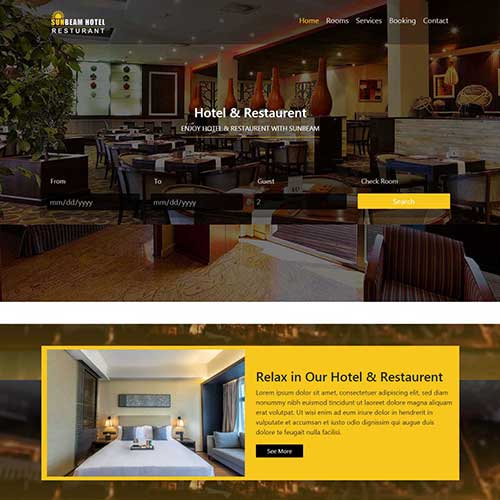 SUNBEAM HOTEL
RESTURANT
Home Rooms Services Booking Contact
Hotel & Restaurent
ENJOY HOTEL & RESTAURENT WITH SUNBEAM
From To Guest Check Room
mm/dd/yyyy mm/dd/yyyy 2 Search
Relax in Our Hotel & Restaurent
Lorem ipsum dolor sit amet, consectetuer adipiscing elit, sed diam
nonummy nibh euismod tincidunt ut laoreet dolore magna aliquam
erat volutpat. Ut wisi enim ad eum iriure dolor in hendrerit in
vulputate et accumsan et iusto odio dignissim qui blandit dolore
te feugait nulla facilisi.
See More